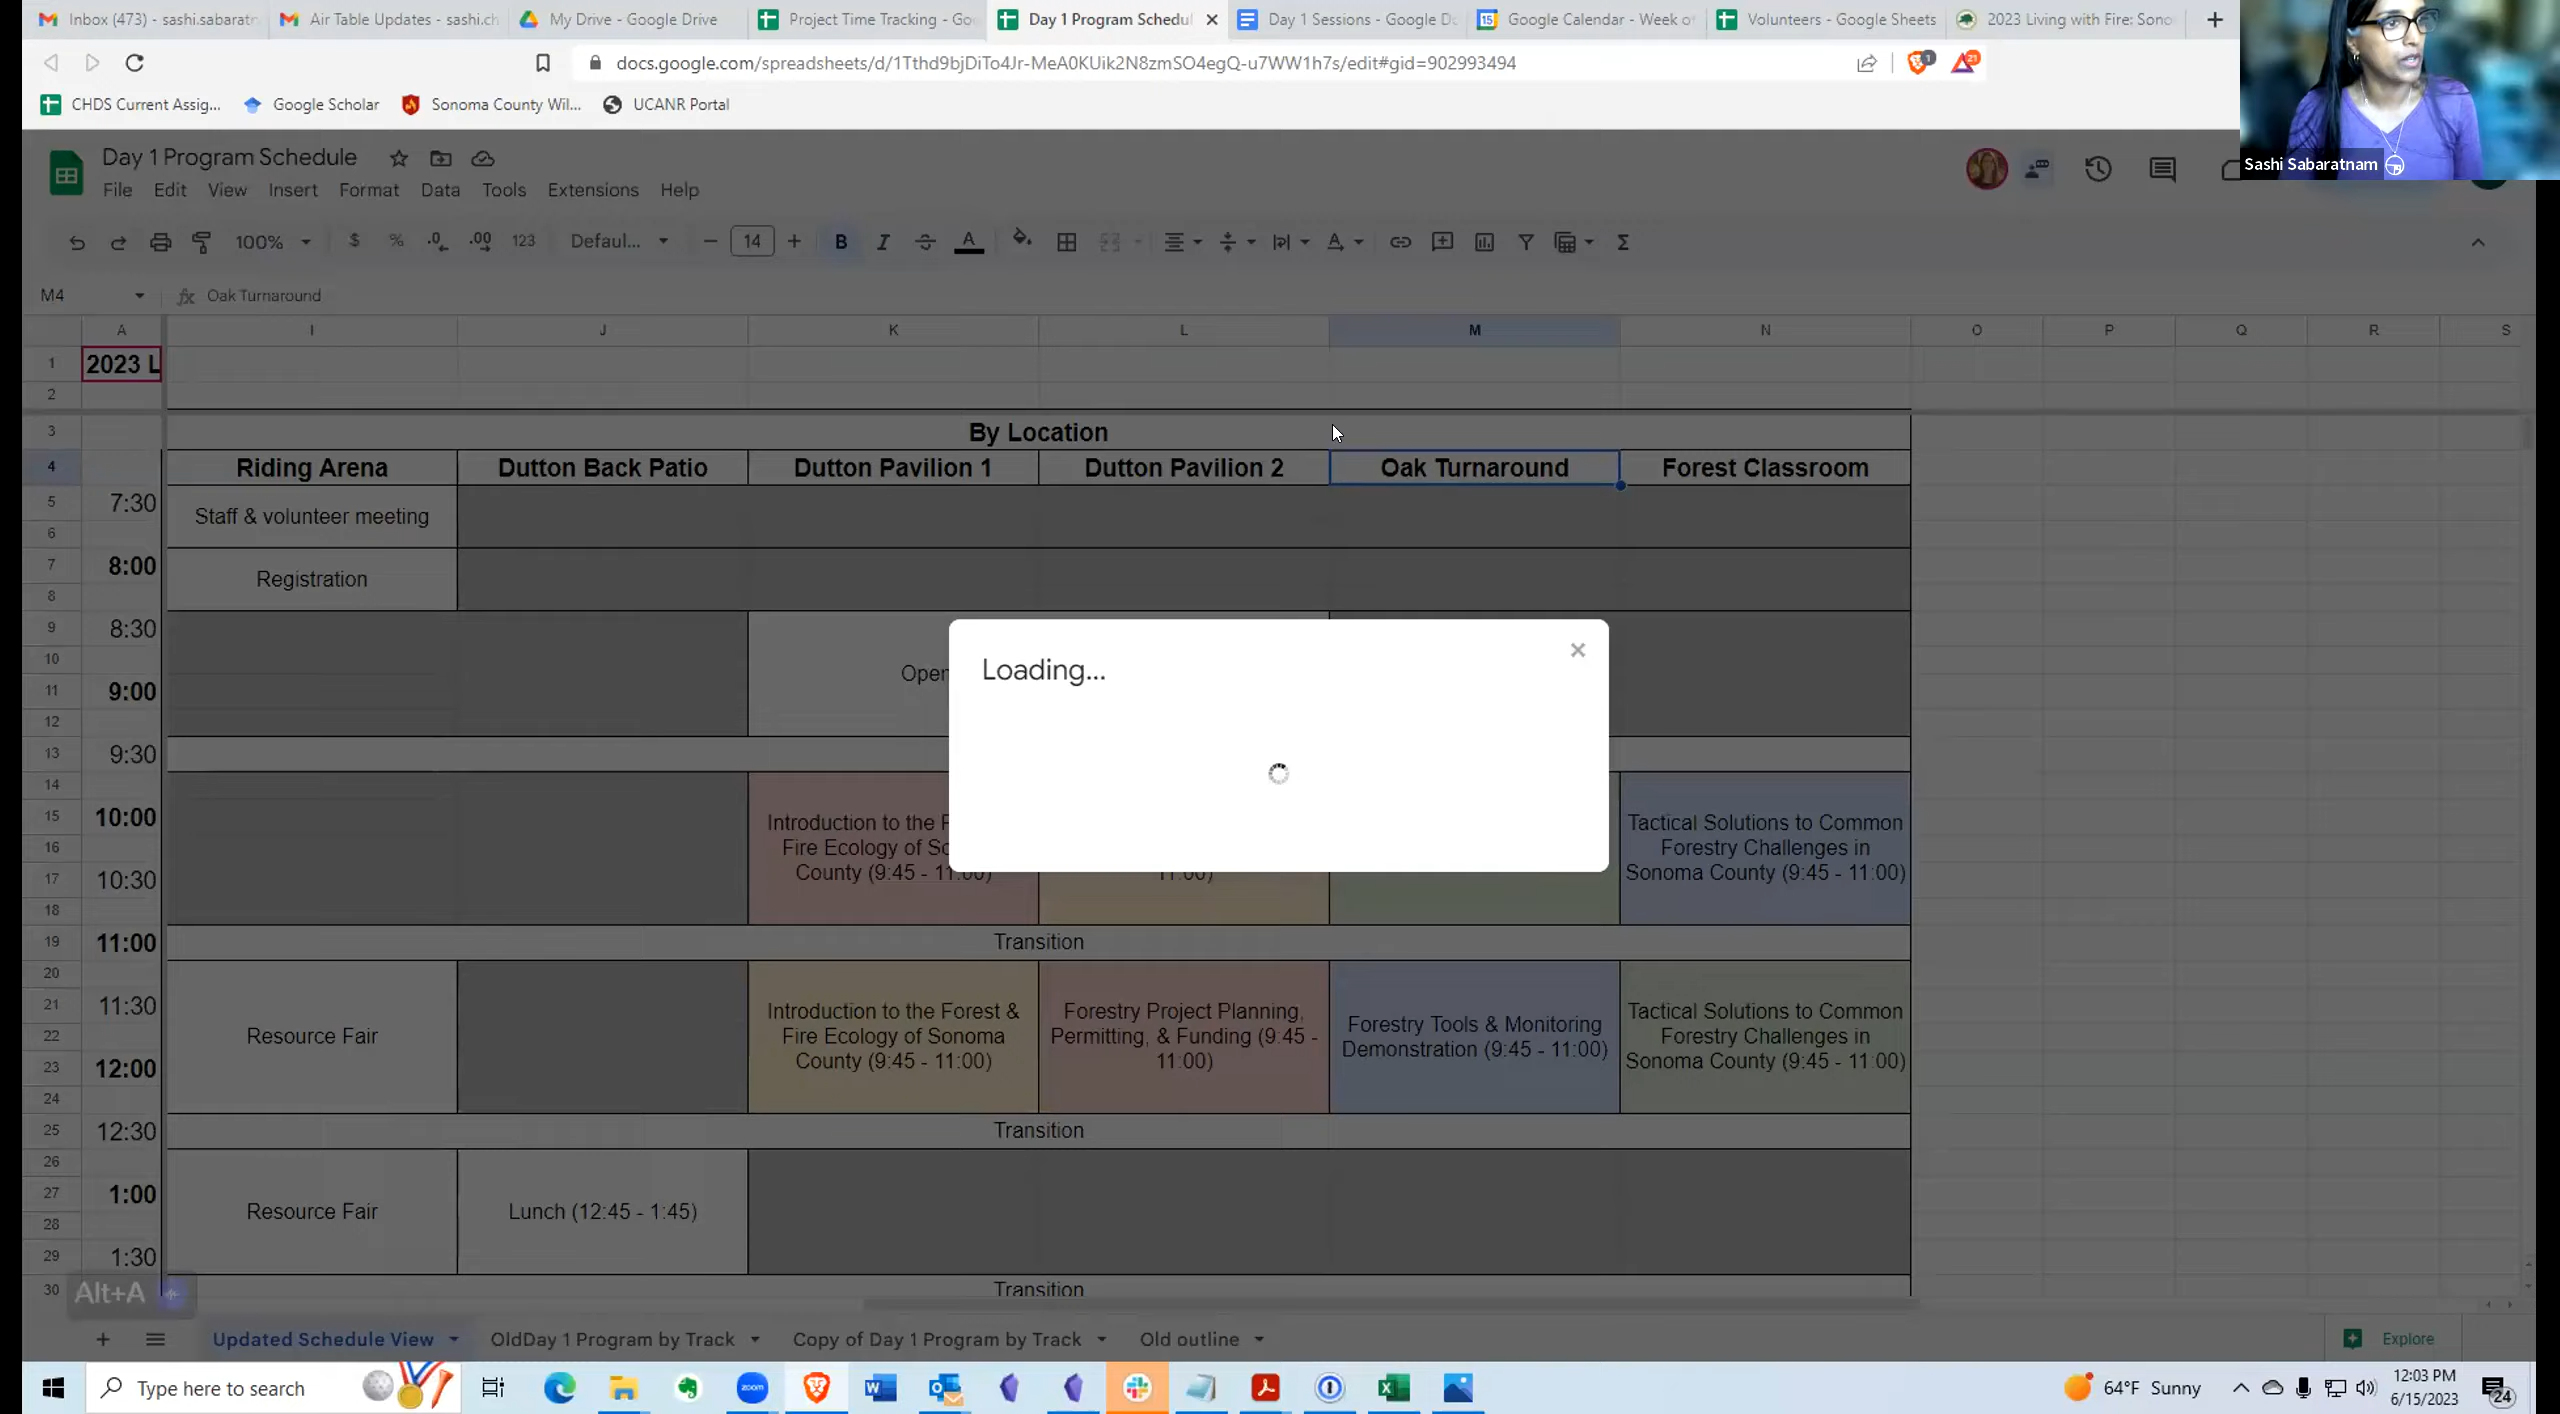 Inbox (473) - sashi.sabaratn
Air Table Updates - sashi.ch
My Drive - Google Drive
Project Time Tracking - Goo
Day 1 Program Schedul
Day 1 Sessions - Google Do
Google Calendar - Week o
Volunteers - Google Sheets
2023 Living with Fire: Sono
docs.google.com/spreadsheets/d/1Tthd9bjDiTo4Jr-MeA0KUik2N8zmSO4egQ-u7WW1h7s/edit#gid=902993494
CHDS Current Assig...
Google Scholar
Sonoma County Wil...
UCANR Portal
Sashi Sabaratnam
Day 1 Program Schedule
File Edit View Insert Format Data Tools Extensions Help
100% $ % .0 .00 123 Defaul... − 14 + B I A Σ
M4 fx Oak Turnaround
A I J K L M N O P Q R S
1 2023 L
2
3 By Location
4 Riding Arena Dutton Back Patio Dutton Pavilion 1 Dutton Pavilion 2 Oak Turnaround Forest Classroom
5 7:30
Staff & volunteer meeting
6
7 8:00
Registration
8
9 8:30
10
Open
11 9:00
12
13 9:30
14
15 10:00
16
17 10:30
18
Introduction to the F
Fire Ecology of So
County (9:45 - 11:00)
11:00)
Tactical Solutions to Common
Forestry Challenges in
Sonoma County (9:45 - 11:00)
Loading...
19 11:00 Transition
20
21 11:30
22
23 12:00
24
Resource Fair
Introduction to the Forest &
Fire Ecology of Sonoma
County (9:45 - 11:00)
Forestry Project Planning,
Permitting, & Funding (9:45 -
11:00)
Forestry Tools & Monitoring
Demonstration (9:45 - 11:00)
Tactical Solutions to Common
Forestry Challenges in
Sonoma County (9:45 - 11:00)
25 12:30 Transition
26
27 1:00
28
29 1:30
Resource Fair
Lunch (12:45 - 1:45)
30 Transition
Alt+A
Updated Schedule View
OldDay 1 Program by Track
Copy of Day 1 Program by Track
Old outline
Explore
Type here to search
zoom
64°F Sunny
12:03 PM
6/15/2023
24